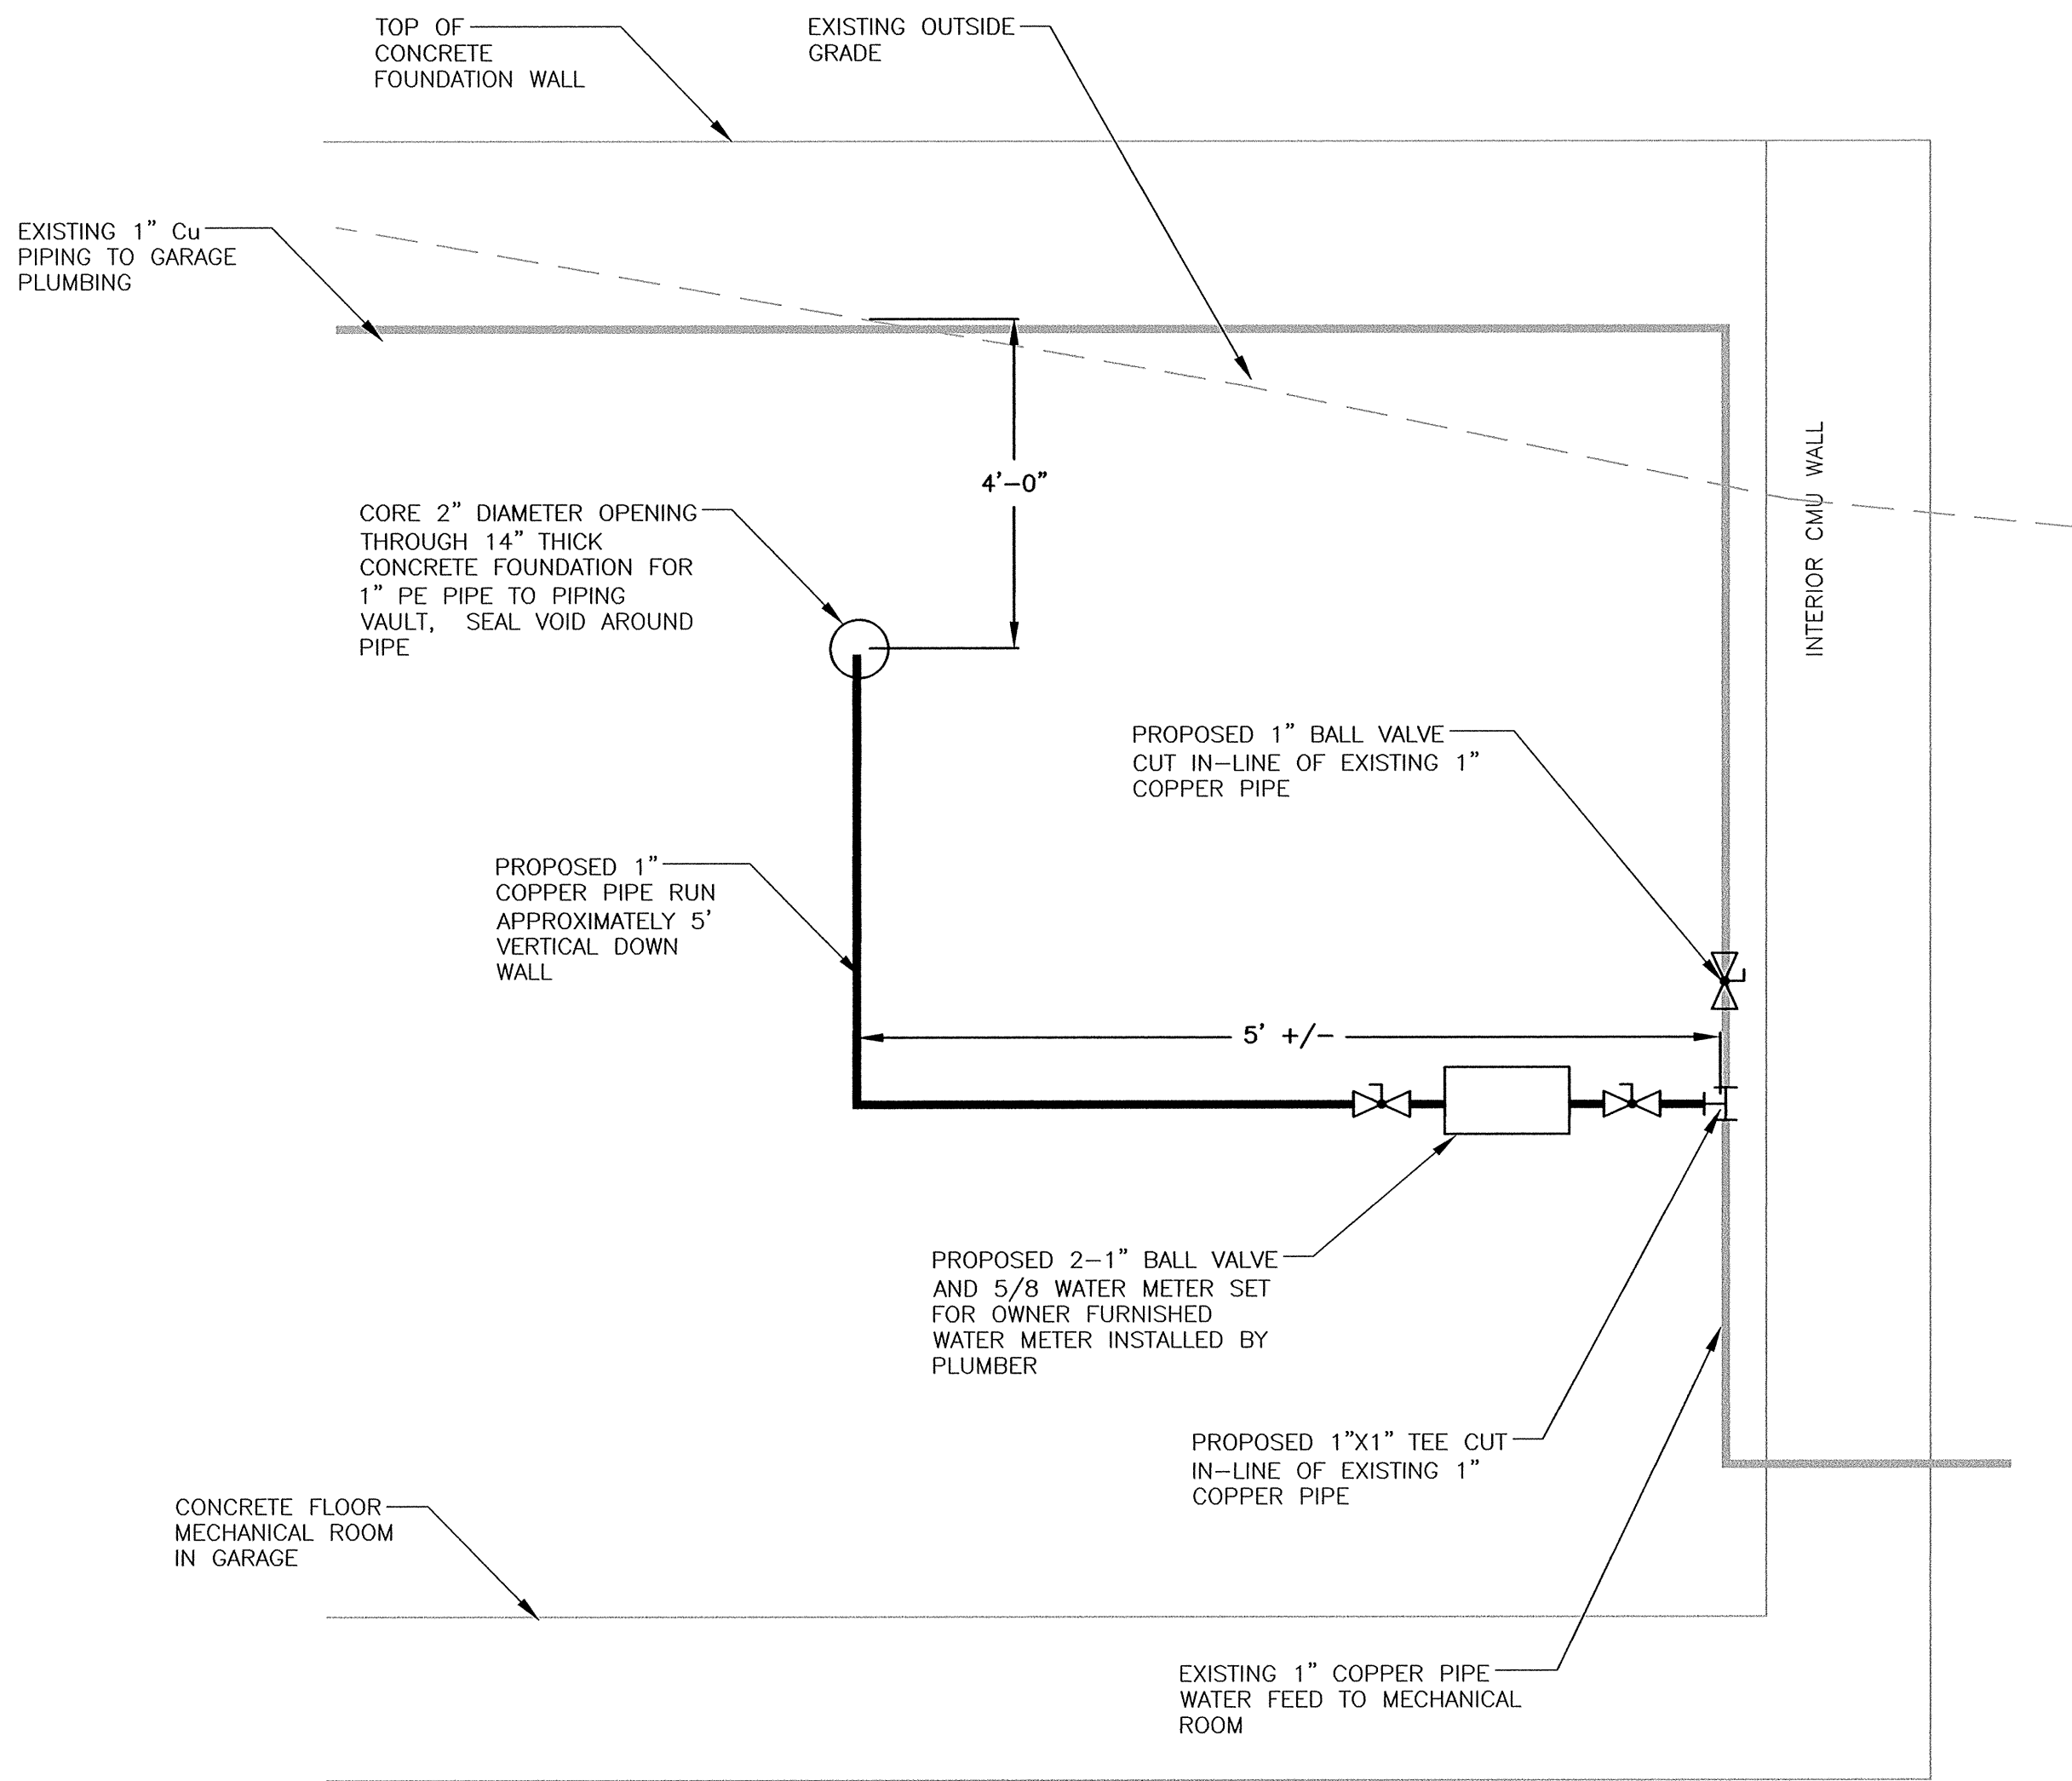 TOP OF
CONCRETE
FOUNDATION WALL
EXISTING OUTSIDE
GRADE
EXISTING 1" Cu
PIPING TO GARAGE
PLUMBING
4'-0"
INTERIOR CMU WALL
CORE 2" DIAMETER OPENING
THROUGH 14" THICK
CONCRETE FOUNDATION FOR
1" PE PIPE TO PIPING
VAULT, SEAL VOID AROUND
PIPE
PROPOSED 1" BALL VALVE
CUT IN-LINE OF EXISTING 1"
COPPER PIPE
PROPOSED 1"
COPPER PIPE RUN
APPROXIMATELY 5'
VERTICAL DOWN
WALL
5' +/-
PROPOSED 2-1" BALL VALVE
AND 5/8 WATER METER SET
FOR OWNER FURNISHED
WATER METER INSTALLED BY
PLUMBER
PROPOSED 1"X1" TEE CUT
IN-LINE OF EXISTING 1"
COPPER PIPE
CONCRETE FLOOR
MECHANICAL ROOM
IN GARAGE
EXISTING 1" COPPER PIPE
WATER FEED TO MECHANICAL
ROOM